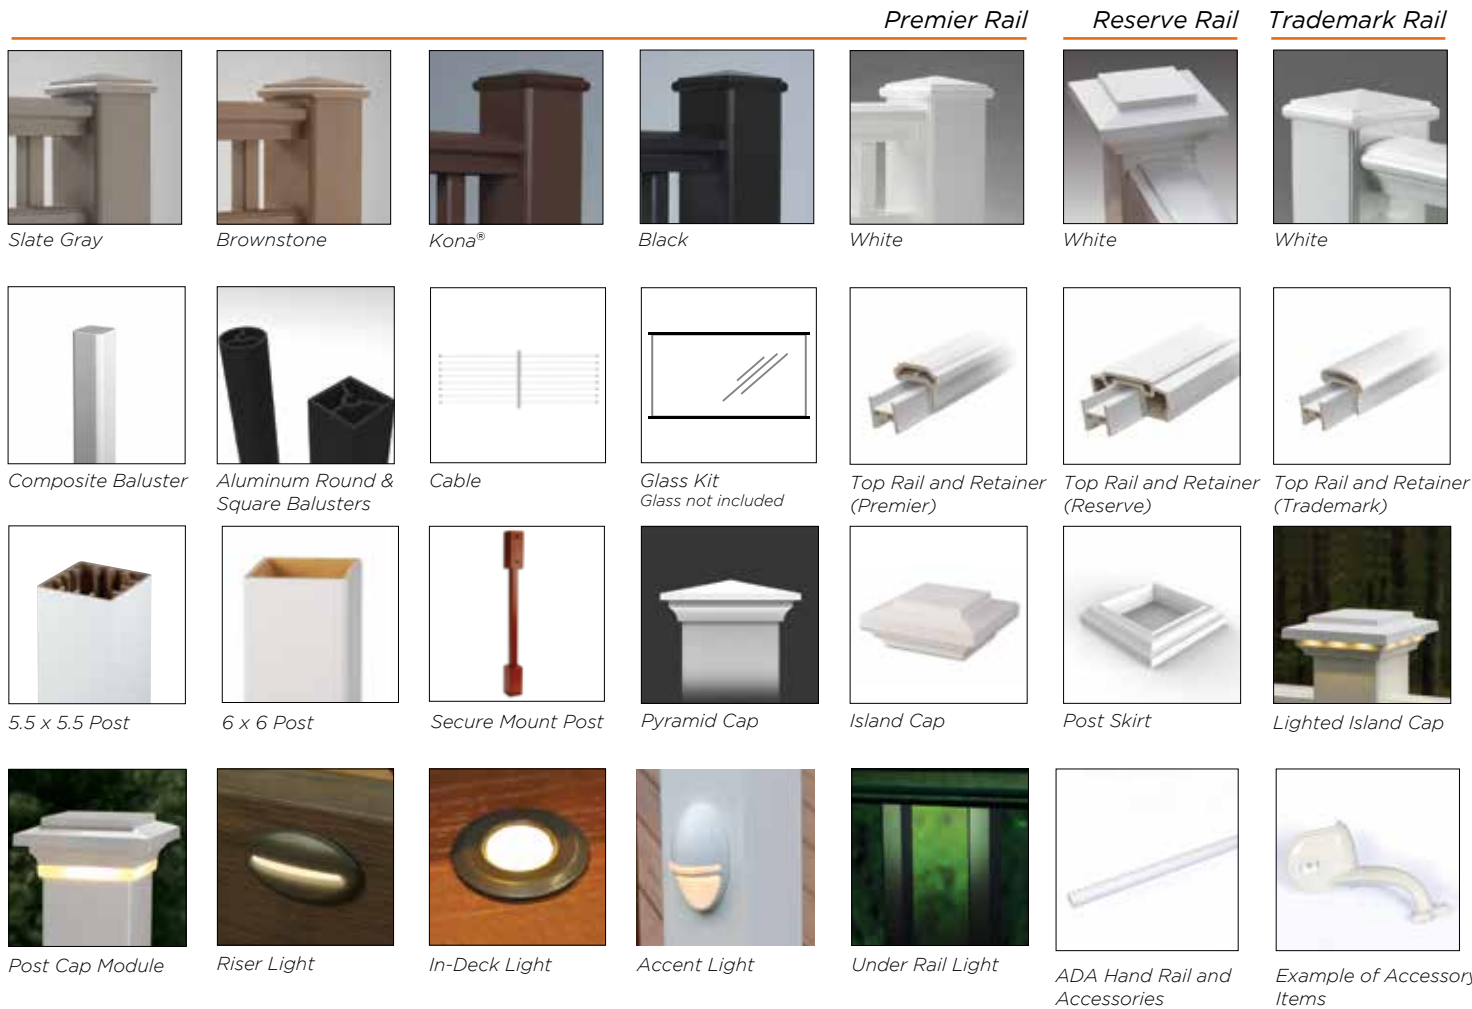 Premier Rail
Reserve Rail
Trademark Rail
Slate Gray
Brownstone
Kona®
Black
White
White
White
Composite Baluster
Aluminum Round &
Square Balusters
Cable
Glass Kit
Glass not included
Top Rail and Retainer
(Premier)
Top Rail and Retainer
(Reserve)
Top Rail and Retainer
(Trademark)
5.5 x 5.5 Post
6 x 6 Post
Secure Mount Post
Pyramid Cap
Island Cap
Post Skirt
Lighted Island Cap
Post Cap Module
Riser Light
In-Deck Light
Accent Light
Under Rail Light
ADA Hand Rail and
Accessories
Example of Accessory
Items